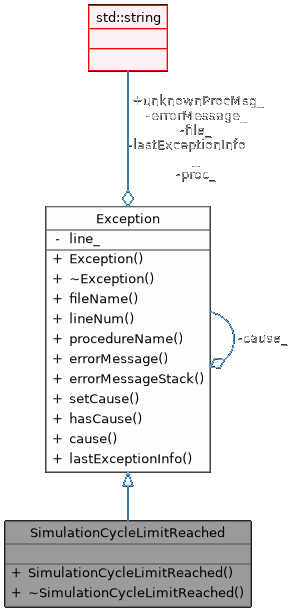 std::string
+unknownProcMsg_
-errorMessage_
-file_
-lastExceptionInfo
_
-proc_
Exception
- line_
+ Exception()
+ ~Exception()
+ fileName()
+ lineNum()
+ procedureName()
+ errorMessage()
+ errorMessageStack()
+ setCause()
+ hasCause()
+ cause()
+ lastExceptionInfo()
-cause_
SimulationCycleLimitReached
+ SimulationCycleLimitReached()
+ ~SimulationCycleLimitReached()